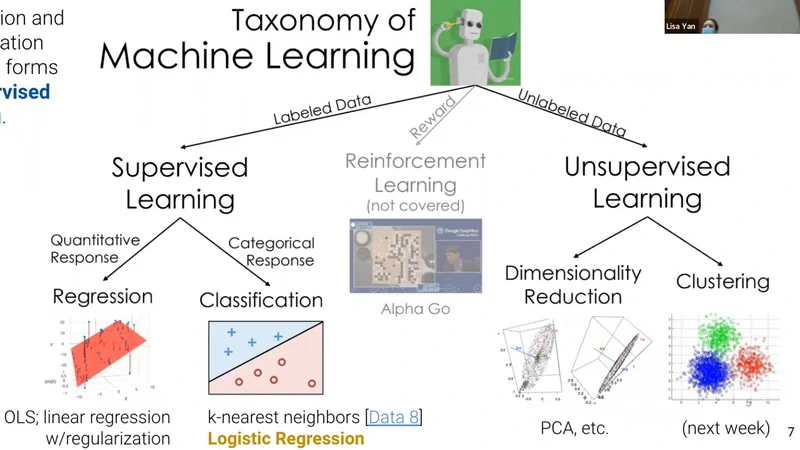 ion and
ation
forms
rvised
.
Taxonomy of
Machine Learning
Lisa Yan
Labeled Data
Reward
Unlabeled Data
Supervised
Learning
Reinforcement
Learning
(not covered)
Unsupervised
Learning
Quantitative
Response
Categorical
Response
Regression
Classification
Alpha Go
Dimensionality
Reduction
Clustering
OLS; linear regression
w/regularization
k-nearest neighbors [Data 8]
Logistic Regression
PCA, etc.
(next week)
7